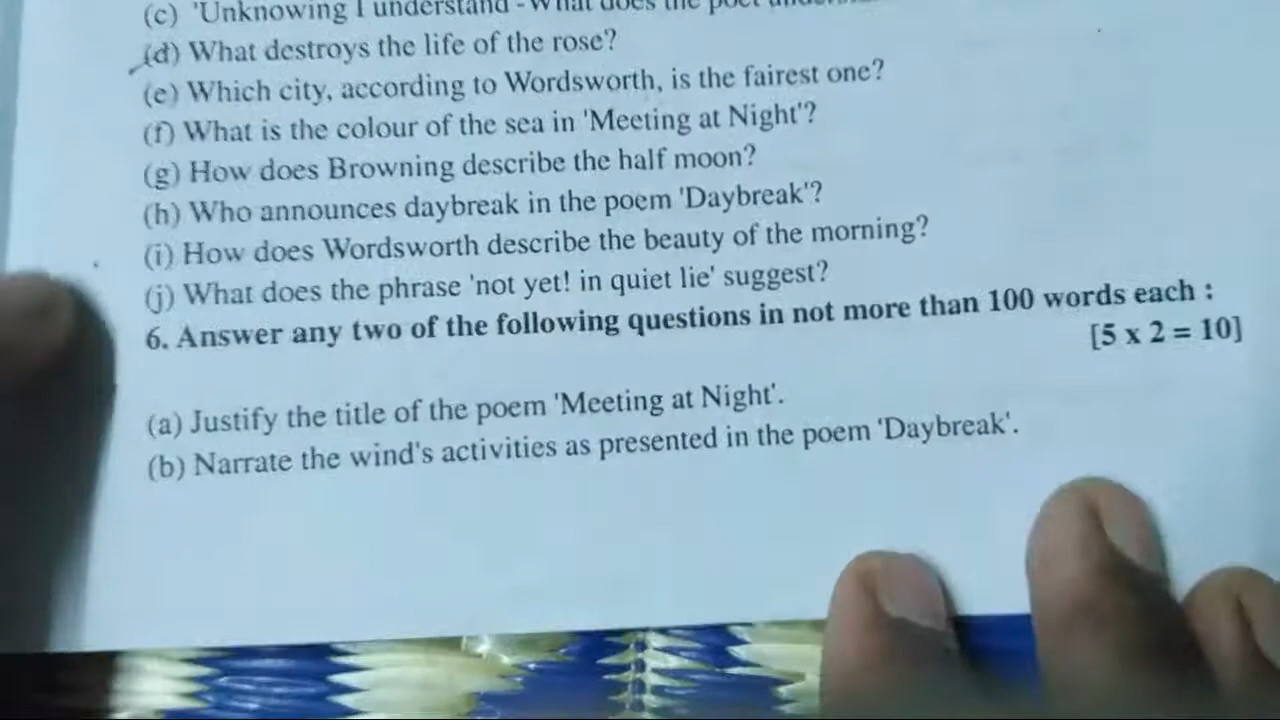 (c) 'Unknowing I understand - What does the poet
(d) What destroys the life of the rose?
(e) Which city, according to Wordsworth, is the fairest one?
(f) What is the colour of the sea in 'Meeting at Night'?
(g) How does Browning describe the half moon?
(h) Who announces daybreak in the poem 'Daybreak'?
(i) How does Wordsworth describe the beauty of the morning?
(j) What does the phrase 'not yet! in quiet lie' suggest?
6. Answer any two of the following questions in not more than 100 words each :
[5 x 2 = 10]
(a) Justify the title of the poem 'Meeting at Night'.
(b) Narrate the wind's activities as presented in the poem 'Daybreak'.